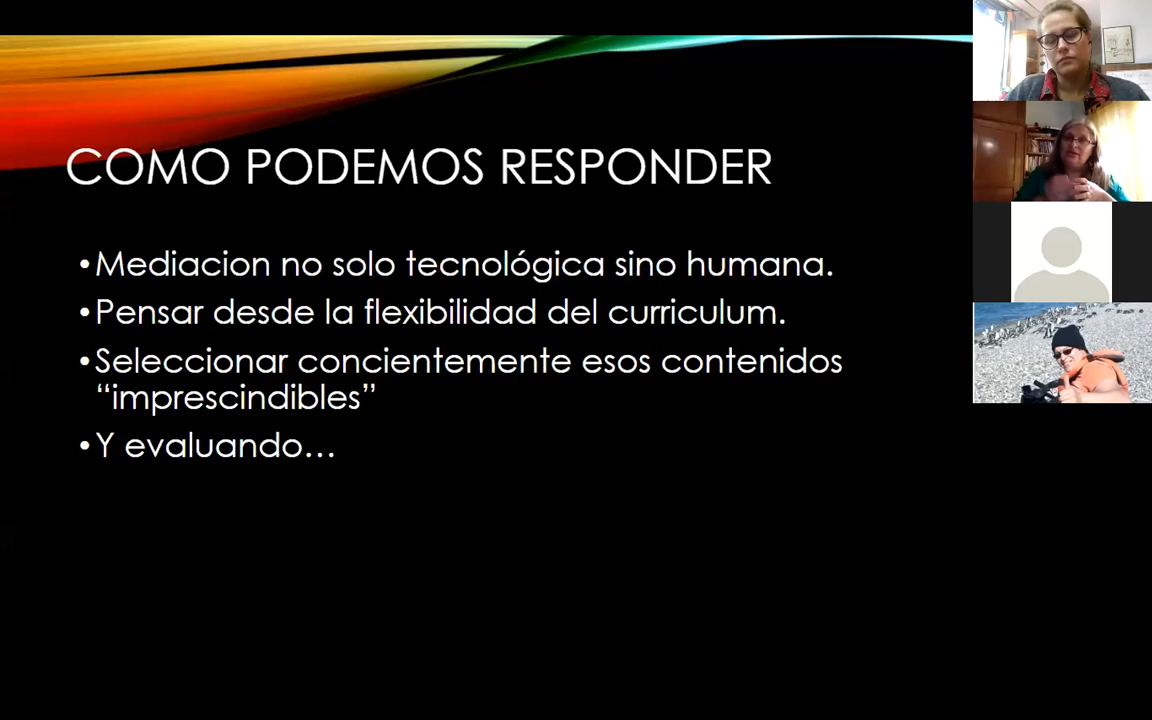 COMO PODEMOS RESPONDER
•Mediacion no solo tecnológica sino humana.
•Pensar desde la flexibilidad del curriculum.
•Seleccionar concientemente esos contenidos
“imprescindibles”
•Y evaluando…